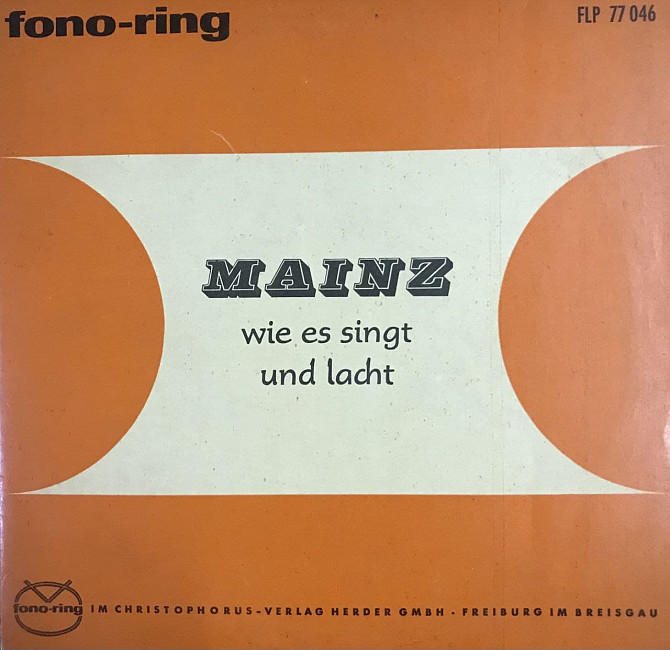 fono-ring
FLP 77 046
MAINZ
wie es singt
und lacht
fono-ring
IM CHRISTOPHORUS-VERLAG HERDER GMBH · FREIBURG IM BREISGAU